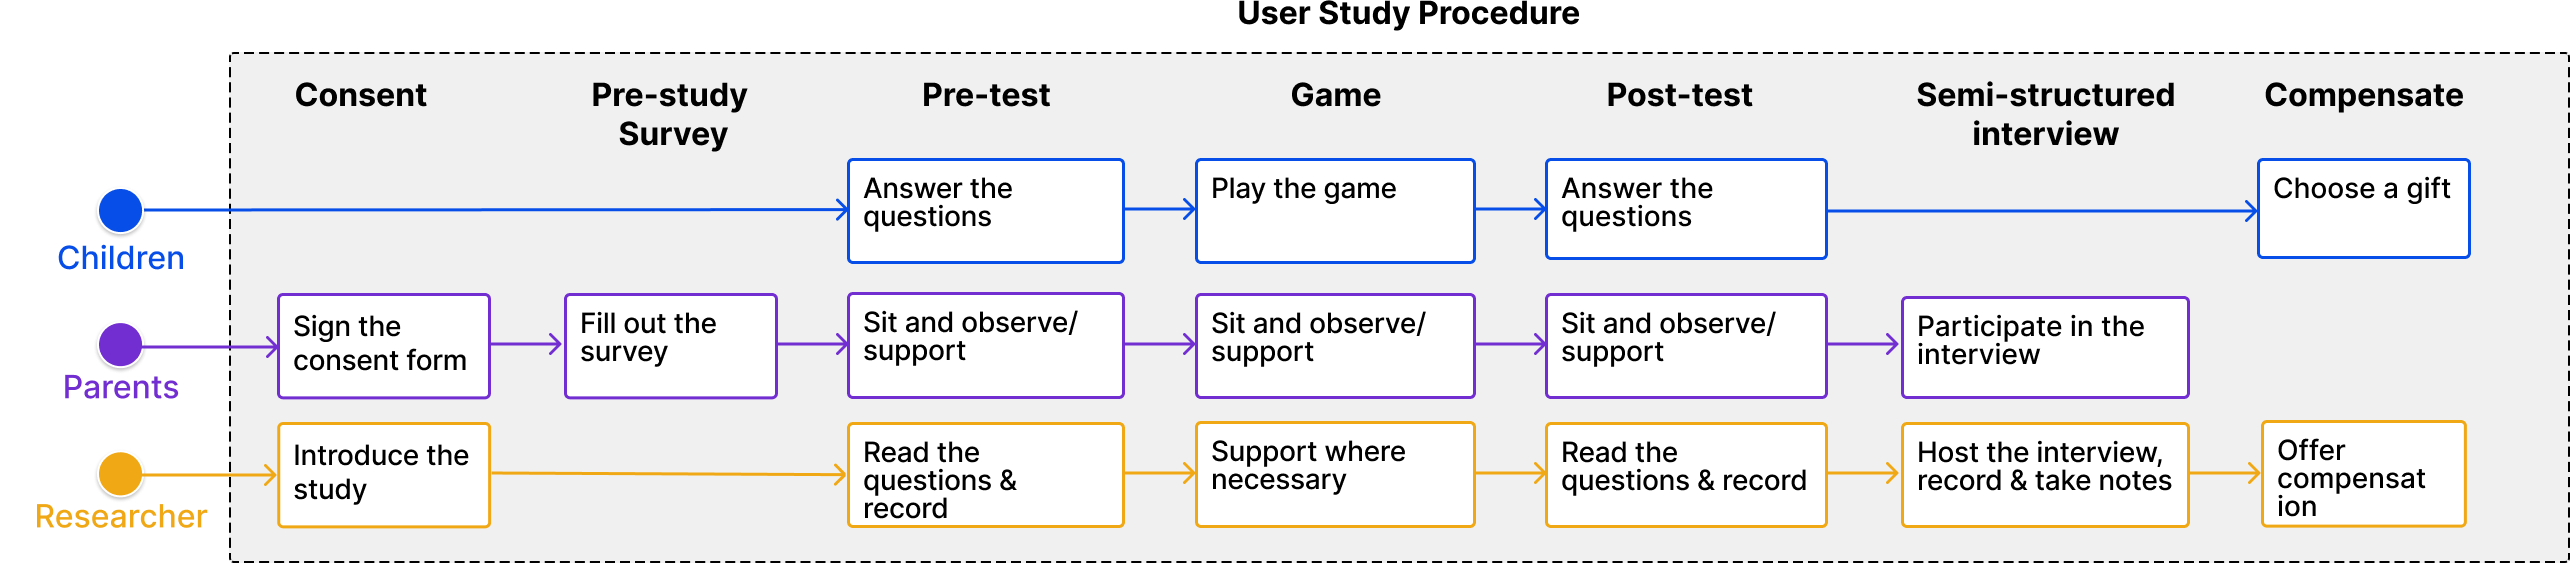 User Study Procedure
Consent
Pre-study
Survey
Pre-test
Game
Post-test
Semi-structured
interview
Compensate
Children
Answer the
questions
Play the game
Answer the
questions
Choose a gift
Parents
Sign the
consent form
Fill out the
survey
Sit and observe/
support
Sit and observe/
support
Sit and observe/
support
Participate in the
interview
Researcher
Introduce the
study
Read the
questions &
record
Support where
necessary
Read the
questions & record
Host the interview,
record & take notes
Offer
compensat
ion